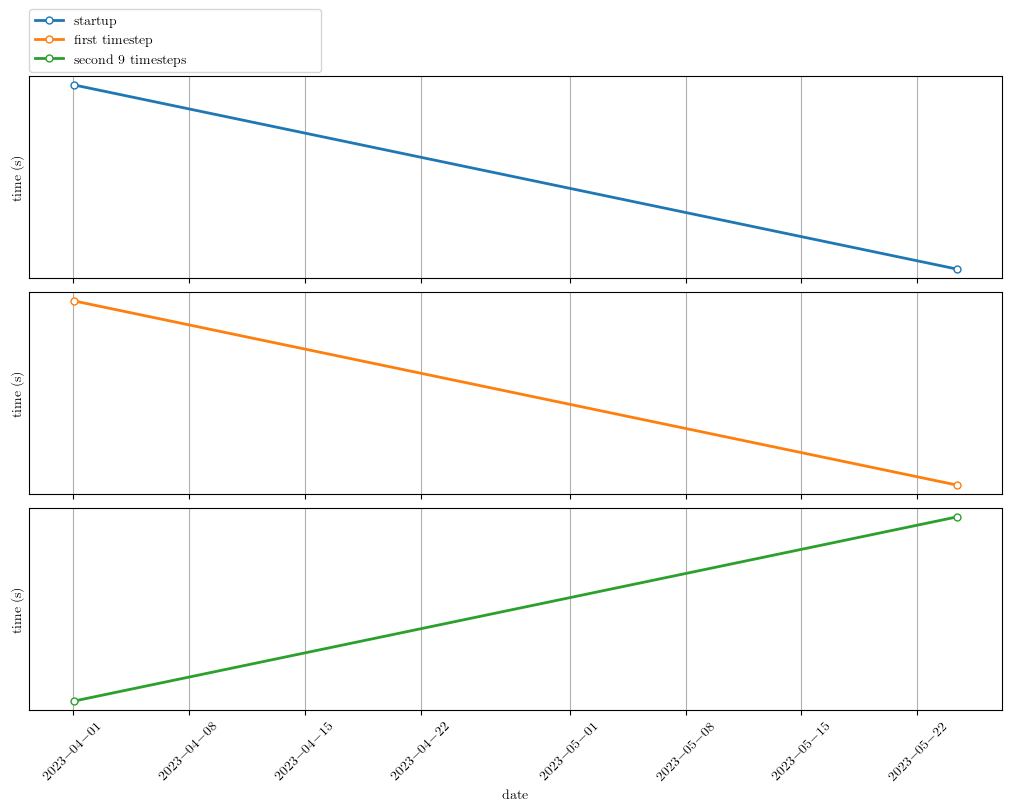 startup
first timestep
second 9 timesteps
time (s)
time (s)
time (s)
2023−04−01
2023−04−08
2023−04−15
2023−04−22
2023−05−01
2023−05−08
2023−05−15
2023−05−22
date